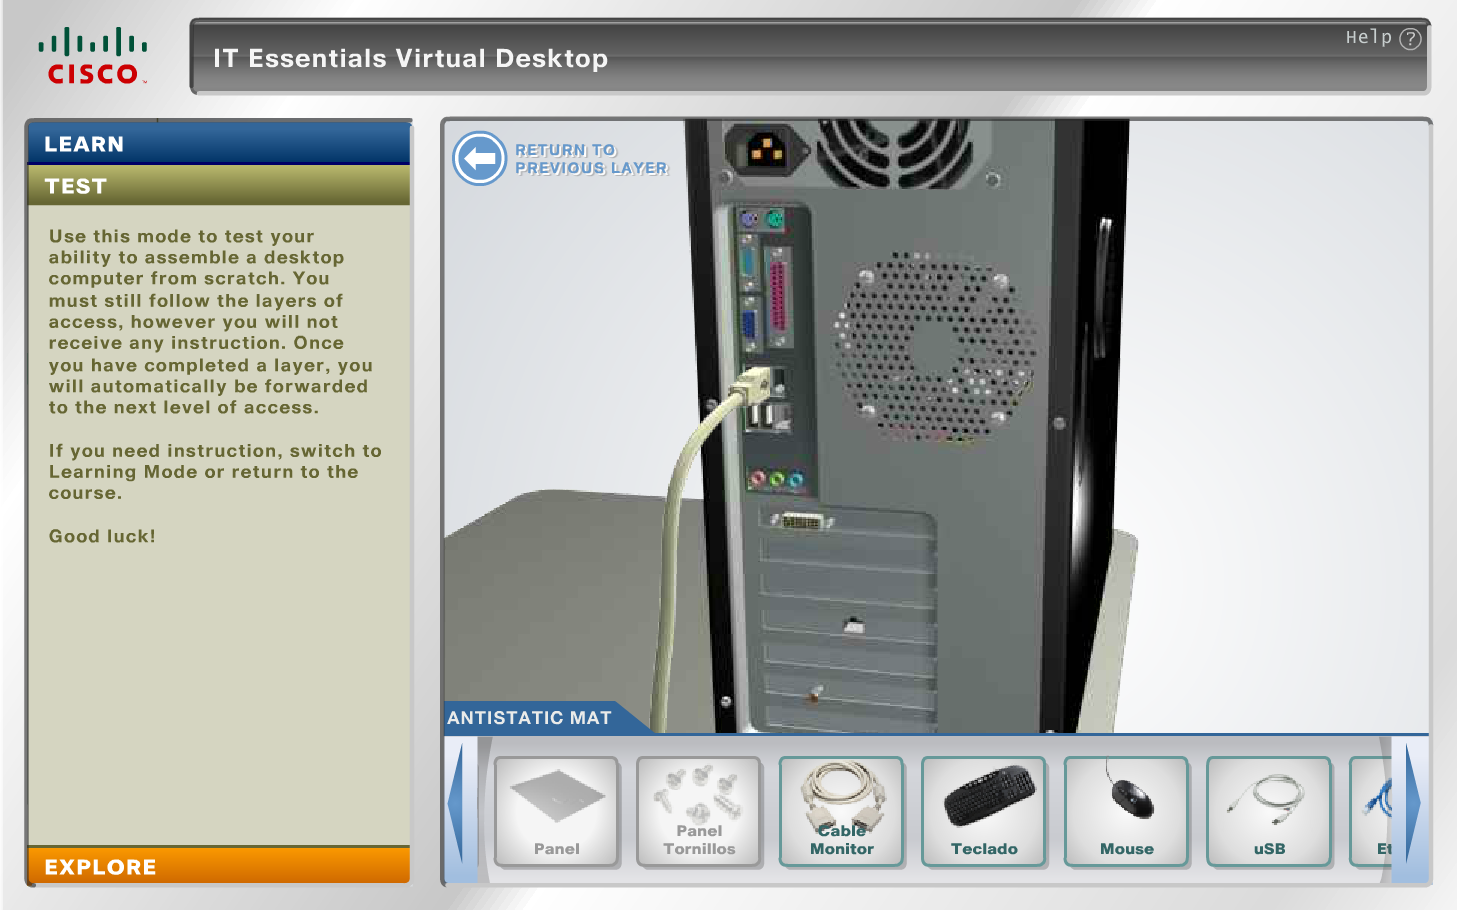 CISCO
IT Essentials Virtual Desktop
Help ?
LEARN
TEST
Use this mode to test your
ability to assemble a desktop
computer from scratch. You
must still follow the layers of
access, however you will not
receive any instruction. Once
you have completed a layer, you
will automatically be forwarded
to the next level of access.
If you need instruction, switch to
Learning Mode or return to the
course.
Good luck!
EXPLORE
RETURN TO
PREVIOUS LAYER
ANTISTATIC MAT
Panel
Panel
Tornillos
Cable
Monitor
Teclado
Mouse
uSB
Et